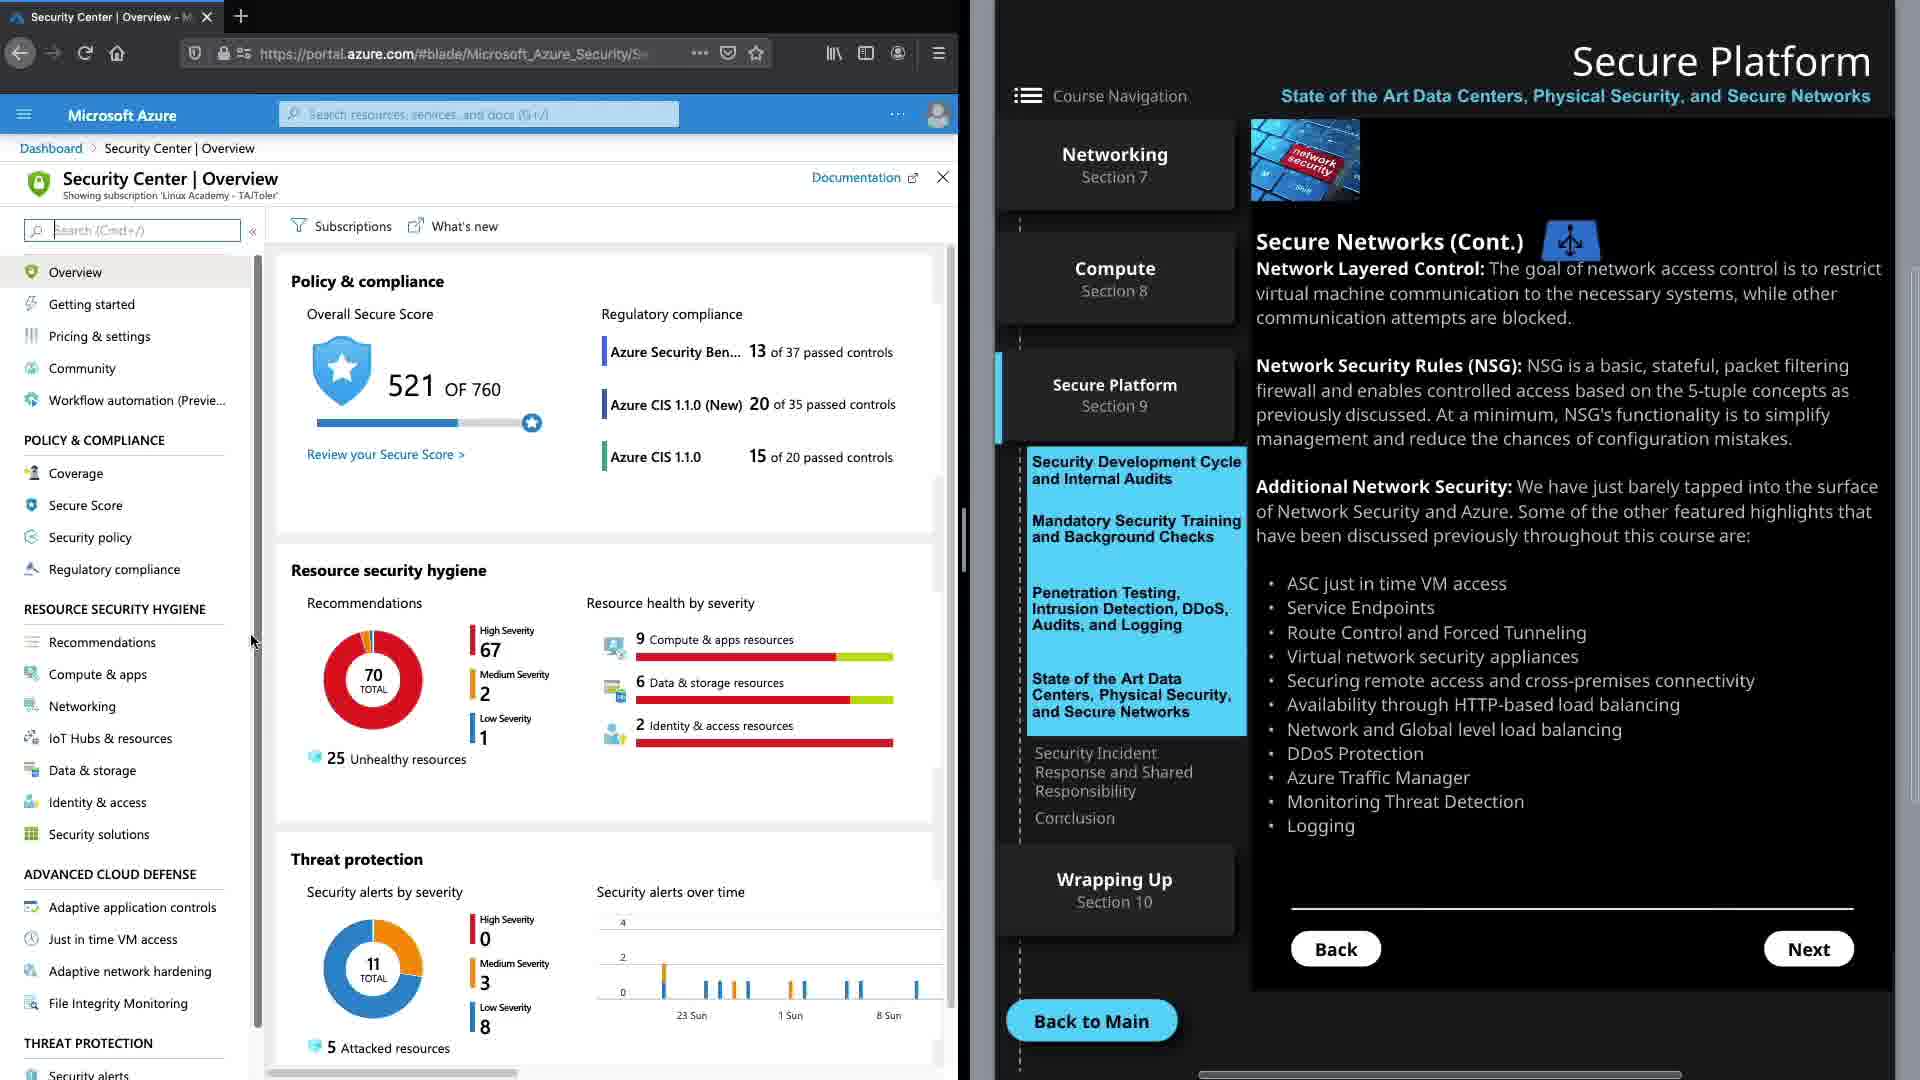 Security Center | Overview - M
https://portal.azure.com/#blade/Microsoft_Azure_Security/Se
Microsoft Azure
Search resources, services, and docs (G+/)
Dashboard > Security Center | Overview
Security Center | Overview
Showing subscription 'Linux Academy - TA/Toler'
Documentation
Search (Cmd+/)
«
Overview
Getting started
Pricing & settings
Community
Workflow automation (Previe...
POLICY & COMPLIANCE
Coverage
Secure Score
Security policy
Regulatory compliance
RESOURCE SECURITY HYGIENE
Recommendations
Compute & apps
Networking
IoT Hubs & resources
Data & storage
Identity & access
Security solutions
ADVANCED CLOUD DEFENSE
Adaptive application controls
Just in time VM access
Adaptive network hardening
File Integrity Monitoring
THREAT PROTECTION
Security alerts
Subscriptions
What's new
Policy & compliance
Overall Secure Score
521 OF 760
Review your Secure Score >
Regulatory compliance
Azure Security Ben... 13 of 37 passed controls
Azure CIS 1.1.0 (New) 20 of 35 passed controls
Azure CIS 1.1.0 15 of 20 passed controls
Resource security hygiene
Recommendations
70
TOTAL
High Severity
67
Medium Severity
2
Low Severity
1
25 Unhealthy resources
Resource health by severity
9 Compute & apps resources
6 Data & storage resources
2 Identity & access resources
Threat protection
Security alerts by severity
11
TOTAL
High Severity
0
Medium Severity
3
Low Severity
8
5 Attacked resources
Security alerts over time
4
2
0
23 Sun
1 Sun
8 Sun
Secure Platform
State of the Art Data Centers, Physical Security, and Secure Networks
Course Navigation
Networking
Section 7
Compute
Section 8
Secure Platform
Section 9
Security Development Cycle
and Internal Audits
Mandatory Security Training
and Background Checks
Penetration Testing,
Intrusion Detection, DDoS,
Audits, and Logging
State of the Art Data
Centers, Physical Security,
and Secure Networks
Security Incident
Response and Shared
Responsibility
Conclusion
Wrapping Up
Section 10
Back to Main
network
security
Secure Networks (Cont.)
Network Layered Control: The goal of network access control is to restrict
virtual machine communication to the necessary systems, while other
communication attempts are blocked.
Network Security Rules (NSG): NSG is a basic, stateful, packet filtering
firewall and enables controlled access based on the 5-tuple concepts as
previously discussed. At a minimum, NSG's functionality is to simplify
management and reduce the chances of configuration mistakes.
Additional Network Security: We have just barely tapped into the surface
of Network Security and Azure. Some of the other featured highlights that
have been discussed previously throughout this course are:
• ASC just in time VM access
• Service Endpoints
• Route Control and Forced Tunneling
• Virtual network security appliances
• Securing remote access and cross-premises connectivity
• Availability through HTTP-based load balancing
• Network and Global level load balancing
• DDoS Protection
• Azure Traffic Manager
• Monitoring Threat Detection
• Logging
Back
Next